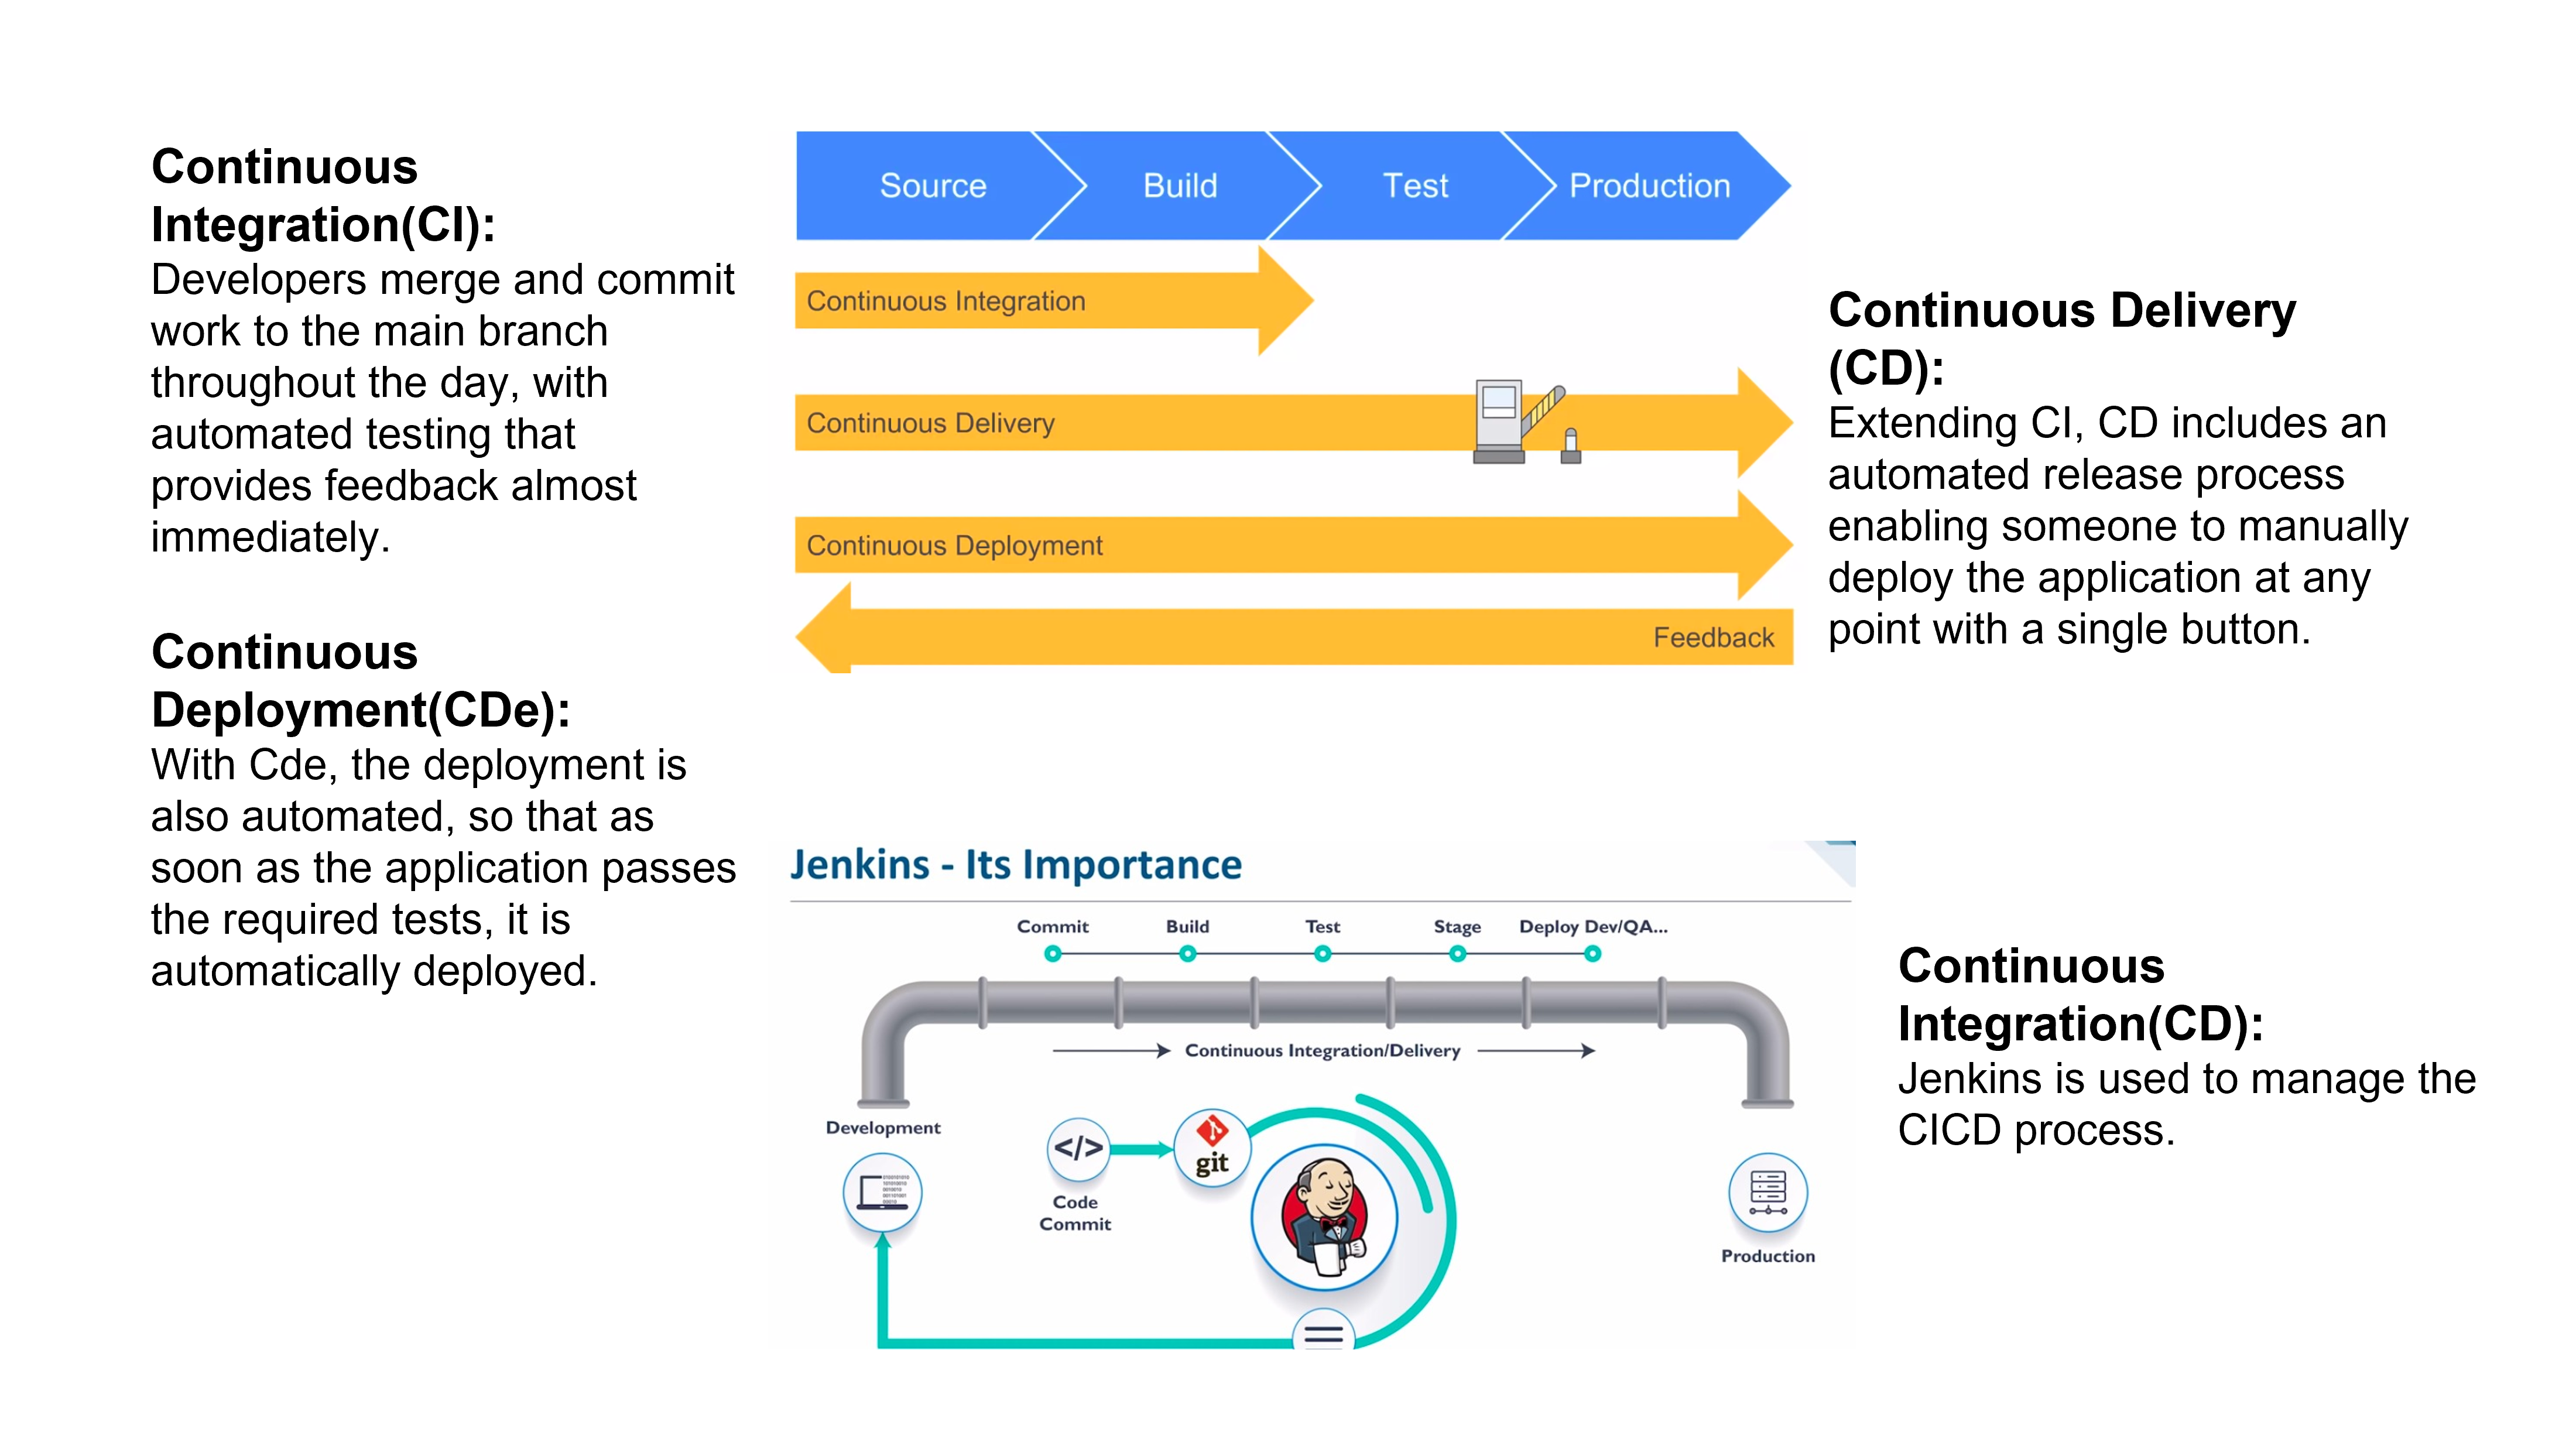 Continuous
Integration(CI):
Developers merge and commit
work to the main branch
throughout the day, with
automated testing that
provides feedback almost
immediately.
Continuous
Deployment(CDe):
With Cde, the deployment is
also automated, so that as
soon as the application passes
the required tests, it is
automatically deployed.
Source
Build
Test
Production
Continuous Integration
Continuous Delivery
Continuous Deployment
Feedback
Continuous Delivery
(CD):
Extending CI, CD includes an
automated release process
enabling someone to manually
deploy the application at any
point with a single button.
Jenkins - Its Importance
Commit
Build
Test
Stage
Deploy Dev/QA...
Continuous Integration/Delivery
Development
</>
git
Code
Commit
Production
Continuous
Integration(CD):
Jenkins is used to manage the
CICD process.